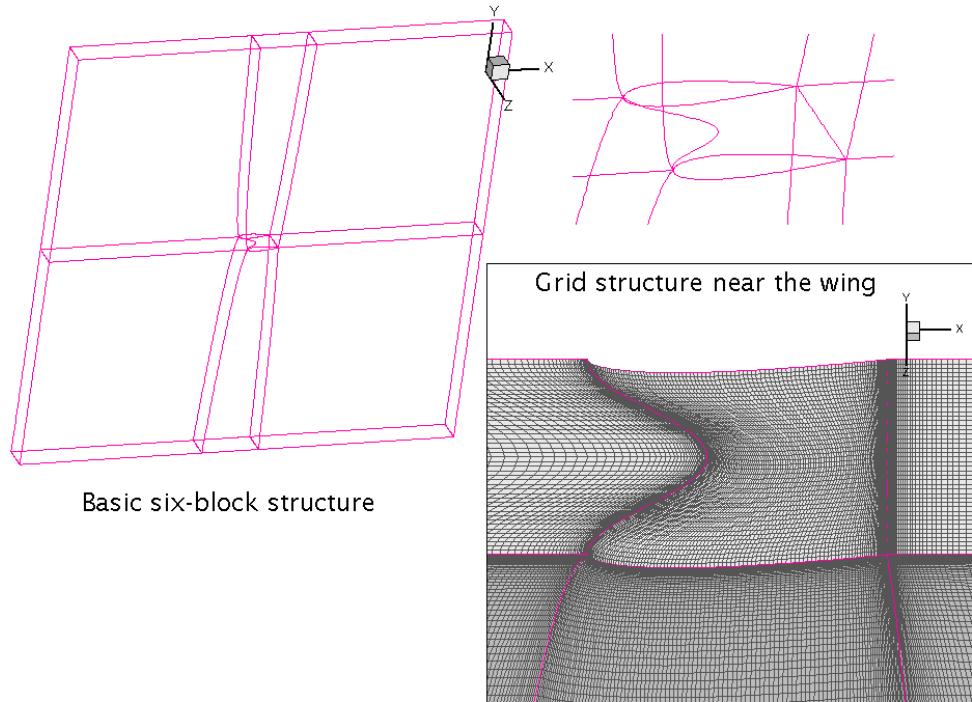 Y
X
Z
Grid structure near the wing
Y
X
Z
Basic six-block structure